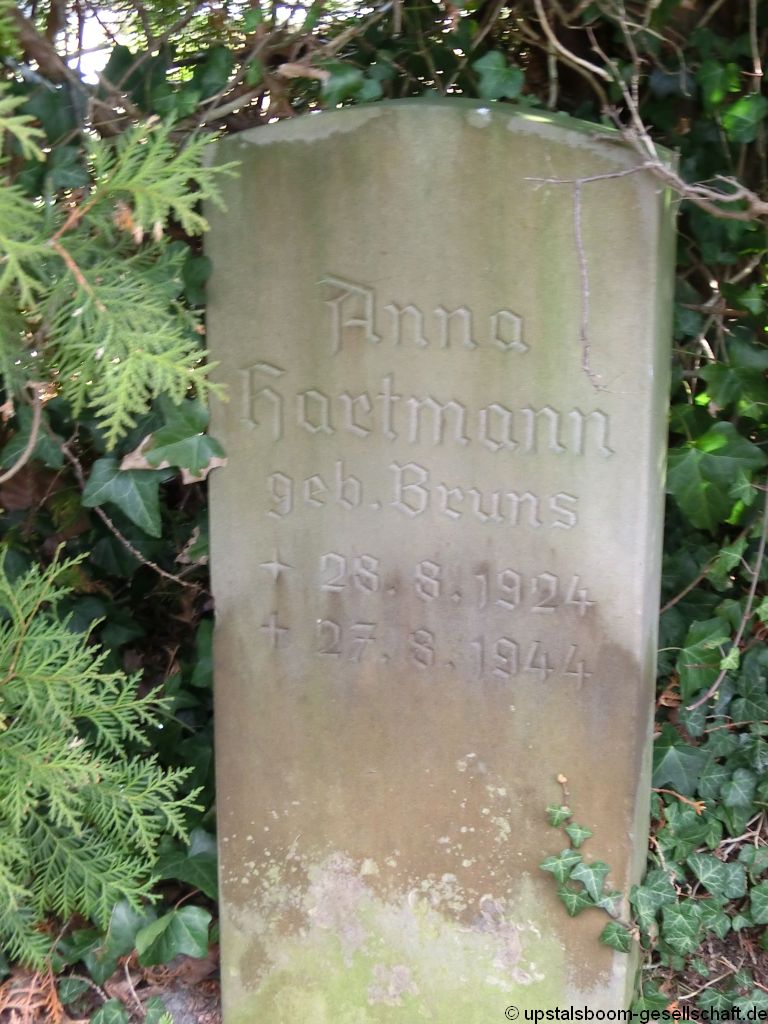 Anna
Hartmann
geb. Bruns
+ 28. 8. 1924
+ 27. 8. 1944
© upstalsboom-gesellschaft.de